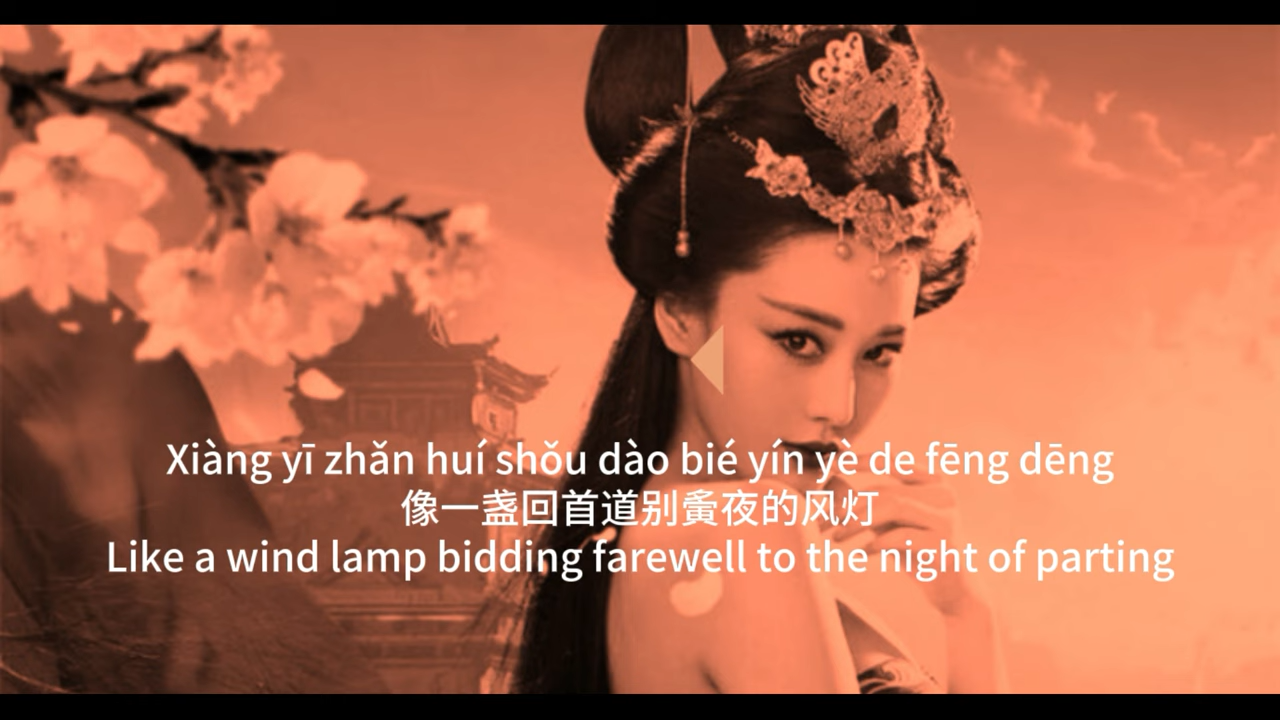 Xiàng yī zhǎn huí shǒu dào bié yín yè de fēng dēng
像一盏回首道别夤夜的风灯
Like a wind lamp bidding farewell to the night of parting